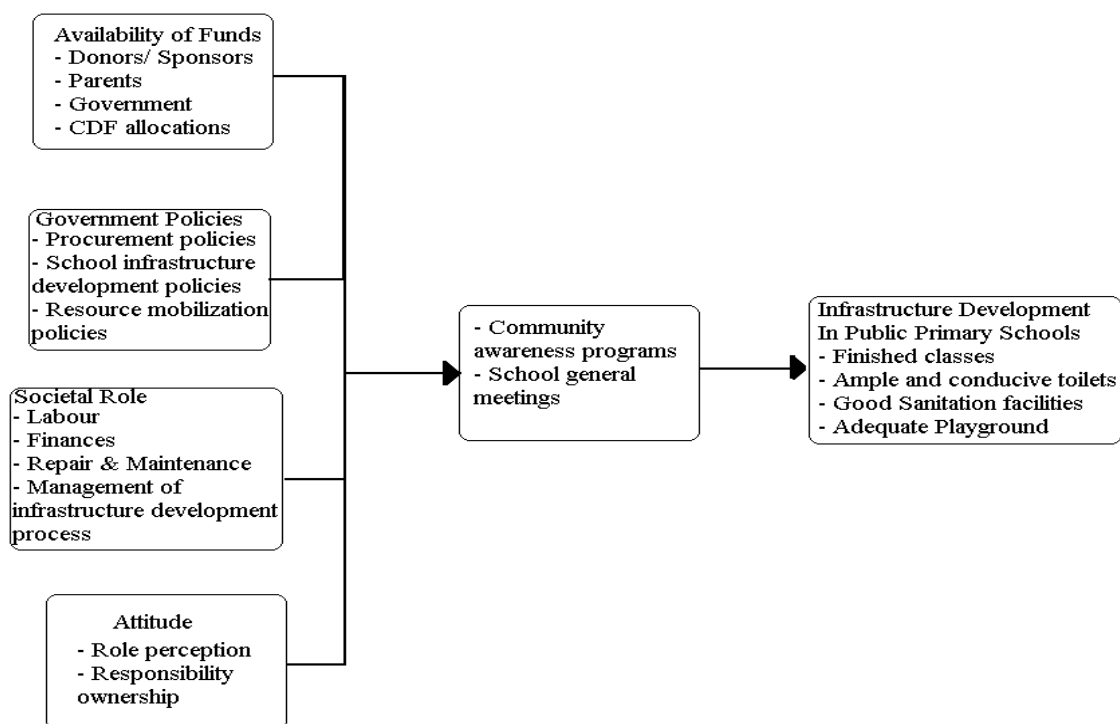 Availability of Funds
- Donors/ Sponsors
- Parents
- Government
- CDF allocations
Government Policies
- Procurement policies
- School infrastructure
development policies
- Resource mobilization
policies
Societal Role
- Labour
- Finances
- Repair & Maintenance
- Management of
infrastructure development
process
Attitude
- Role perception
- Responsibility
ownership
- Community
awareness programs
- School general
meetings
Infrastructure Development
In Public Primary Schools
- Finished classes
- Ample and conducive toilets
- Good Sanitation facilities
- Adequate Playground